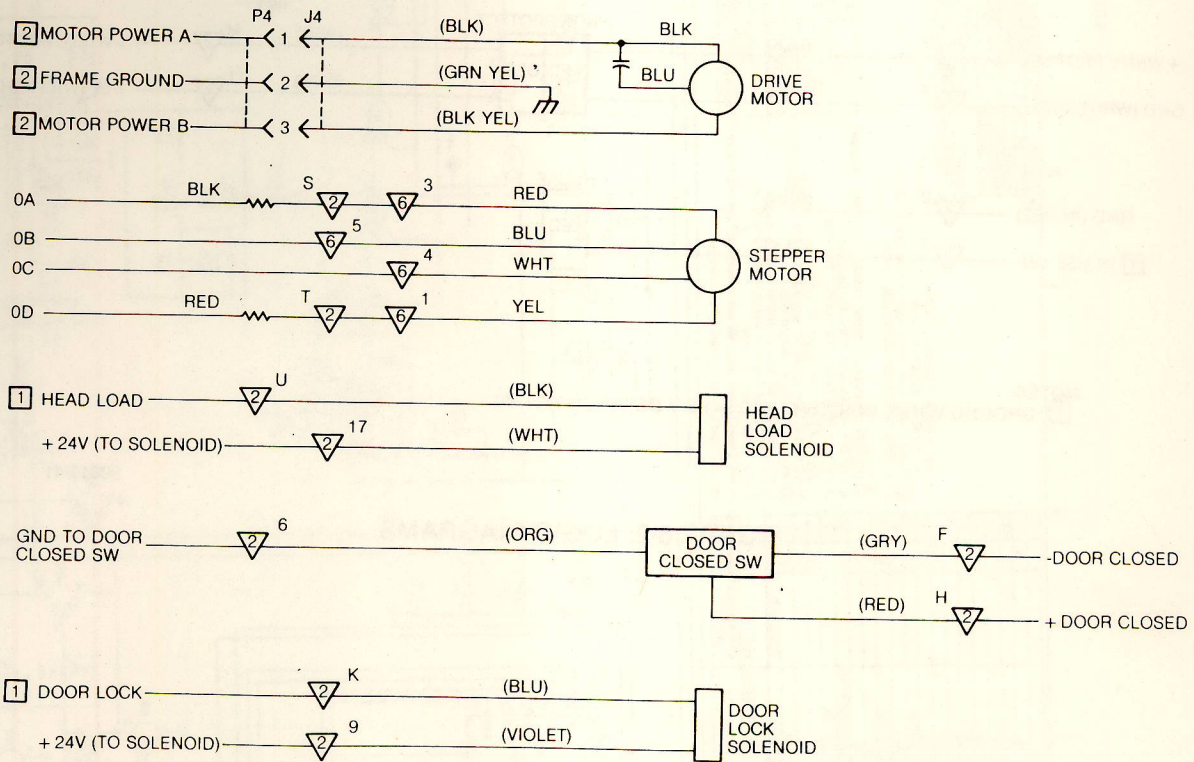 P4 J4
2 MOTOR POWER A 1 (BLK) BLK
2 FRAME GROUND 2 (GRN YEL) BLU
DRIVE
MOTOR
2 MOTOR POWER B 3 (BLK YEL)
0A BLK S 2 6 3 RED
0B 6 5 BLU
0C 6 4 WHT
STEPPER
MOTOR
0D RED T 2 6 1 YEL
1 HEAD LOAD 2 U (BLK)
+ 24V (TO SOLENOID) 2 17 (WHT)
HEAD
LOAD
SOLENOID
GND TO DOOR
CLOSED SW
2 6 (ORG)
DOOR
CLOSED SW
(GRY) F 2 -DOOR CLOSED
(RED) H 2 + DOOR CLOSED
1 DOOR LOCK 2 K (BLU)
+ 24V (TO SOLENOID) 2 9 (VIOLET)
DOOR
LOCK
SOLENOID